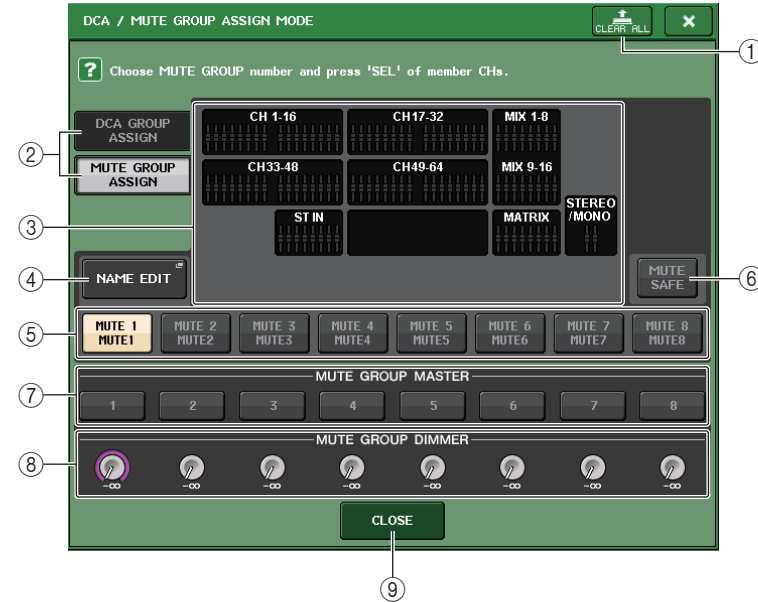 DCA / MUTE GROUP ASSIGN MODE
CLEAR ALL
×
①
? Choose MUTE GROUP number and press 'SEL' of member CHs.
②
DCA GROUP
ASSIGN
MUTE GROUP
ASSIGN
③
CH 1-16
CH17-32
MIX 1-8
CH33-48
CH49-64
MIX 9-16
ST IN
MATRIX
STEREO
/MONO
④
NAME EDIT
MUTE
SAFE
⑥
⑤
MUTE 1
MUTE1
MUTE 2
MUTE2
MUTE 3
MUTE3
MUTE 4
MUTE4
MUTE 5
MUTE5
MUTE 6
MUTE6
MUTE 7
MUTE7
MUTE 8
MUTE8
MUTE GROUP MASTER
⑦
1 2 3 4 5 6 7 8
MUTE GROUP DIMMER
⑧
-∞ -∞ -∞ -∞ -∞ -∞ -∞ -∞
CLOSE
⑨